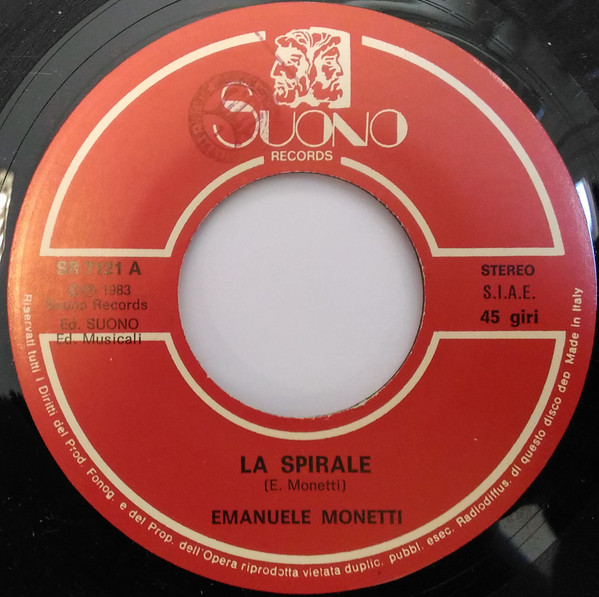 SUONO
RECORDS
SR 2221 A
℗© 1983
Suono Records
Ed. SUONO
Ed. Musicali
STEREO
S.I.A.E.
45 giri
LA SPIRALE
(E. Monetti)
EMANUELE MONETTI
Riservati tutti i Diritti del Prod. Fonog. e del Prop. dell'Opera riprodotta vietata duplic. pubbl. esec. Radiodiffus. di questo disco dep Made in Italy